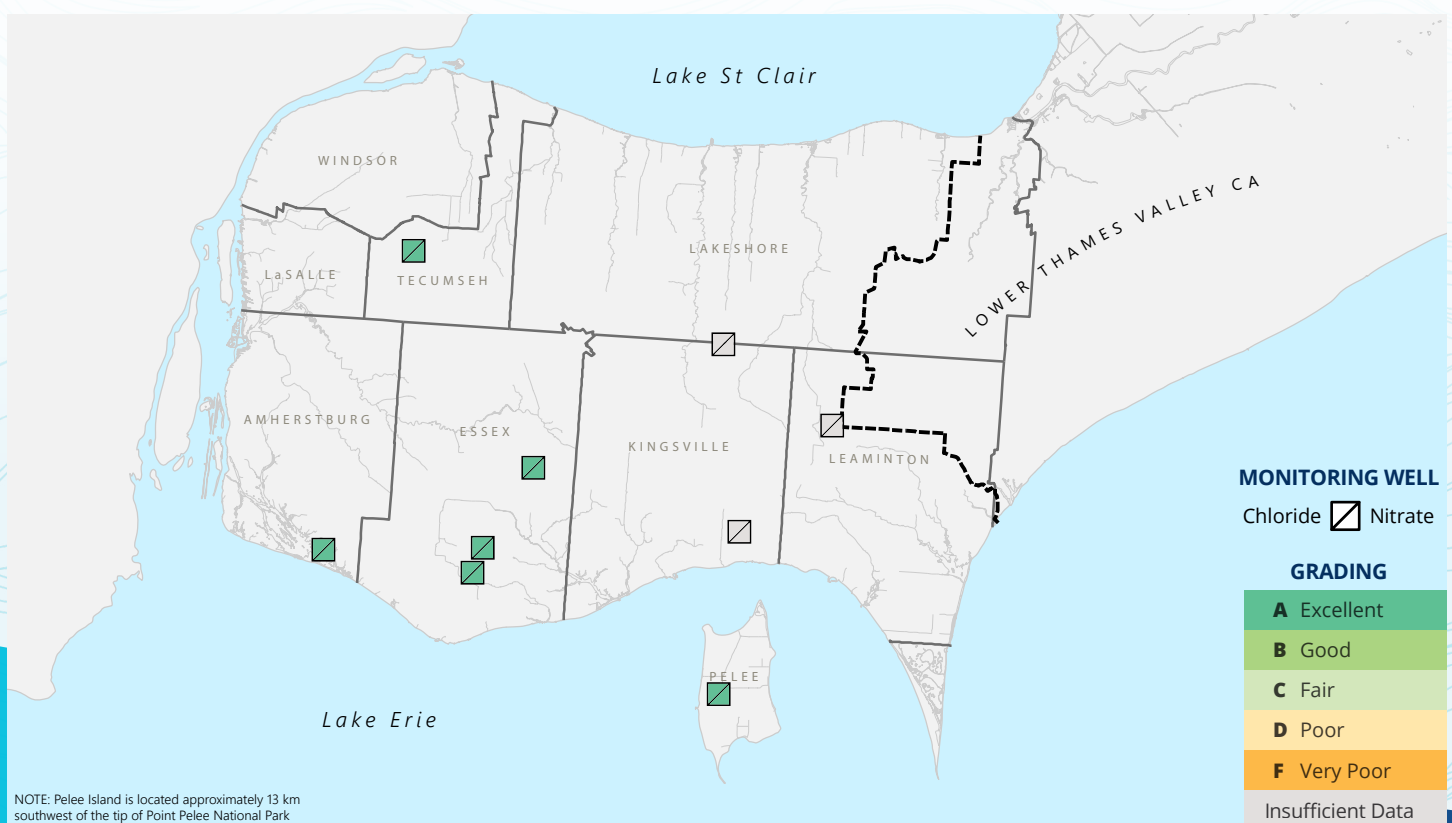 Lake St Clair
WINDSOR
LOWER THAMES VALLEY CA
LAKESHORE
LaSALLE
TECUMSEH
AMHERSTBURG
ESSEX
KINGSVILLE
LEAMINTON
PELEE
Lake Erie
MONITORING WELL
Chloride Nitrate
GRADING
A Excellent
B Good
C Fair
D Poor
F Very Poor
Insufficient Data
NOTE: Pelee Island is located approximately 13 km
southwest of the tip of Point Pelee National Park